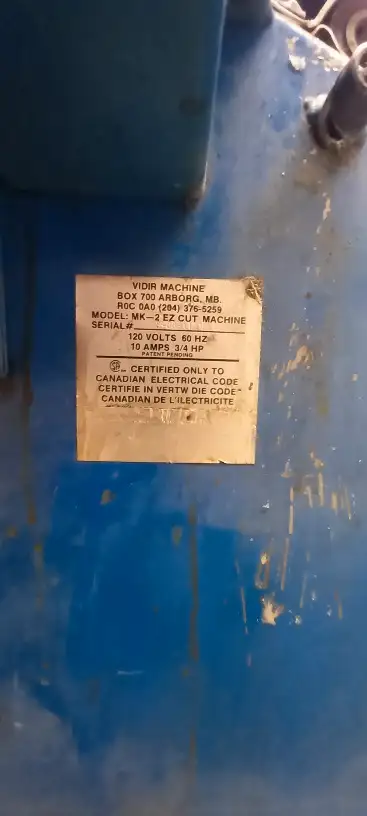 VIDIR MACHINE
BOX 700 ARBORG, MB.
R0C 0A0 (204) 376-5259
MODEL: MK-2 EZ CUT MACHINE
SERIAL#
120 VOLTS 60 HZ
10 AMPS 3/4 HP
PATENT PENDING
CERTIFIED ONLY TO
CANADIAN ELECTRICAL CODE
CERTIFIE IN VERTW DIE CODE
CANADIAN DE L'ILECTRICITE